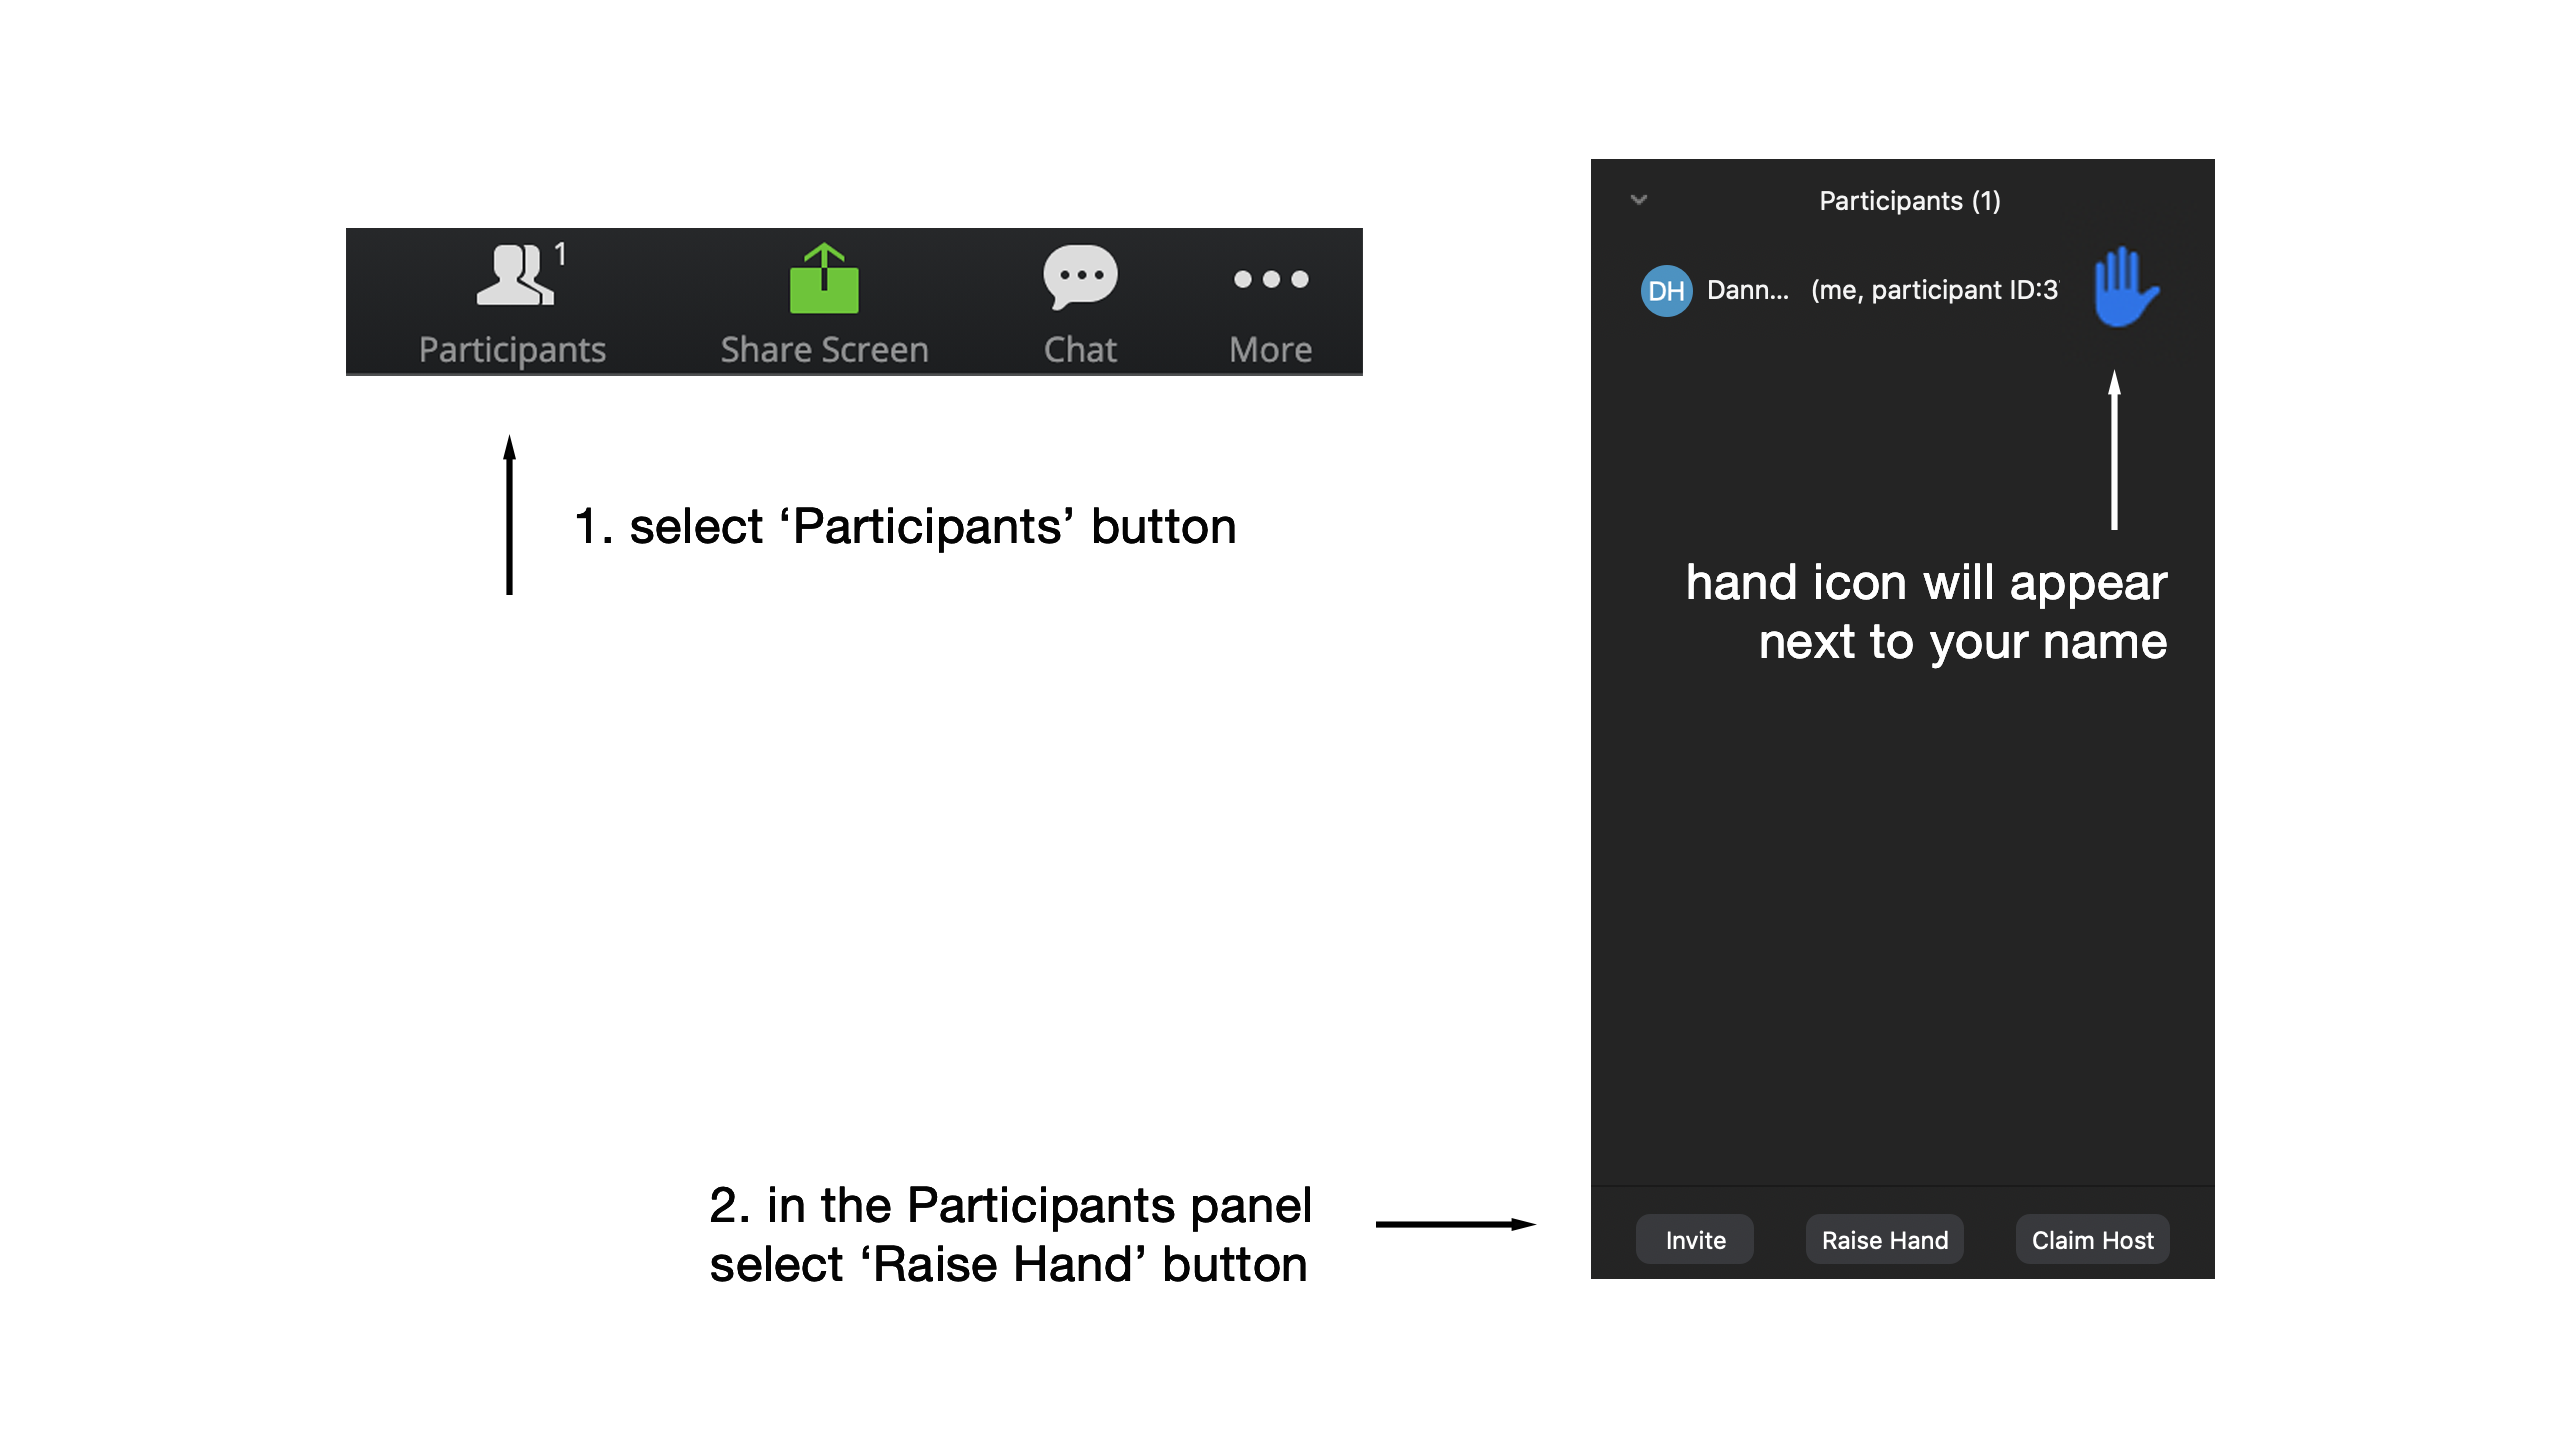 1
Participants
Share Screen
Chat
More
1. select ‘Participants’ button
2. in the Participants panel
select ‘Raise Hand’ button
Participants (1)
DH
Dann... (me, participant ID:3
hand icon will appear
next to your name
Invite
Raise Hand
Claim Host